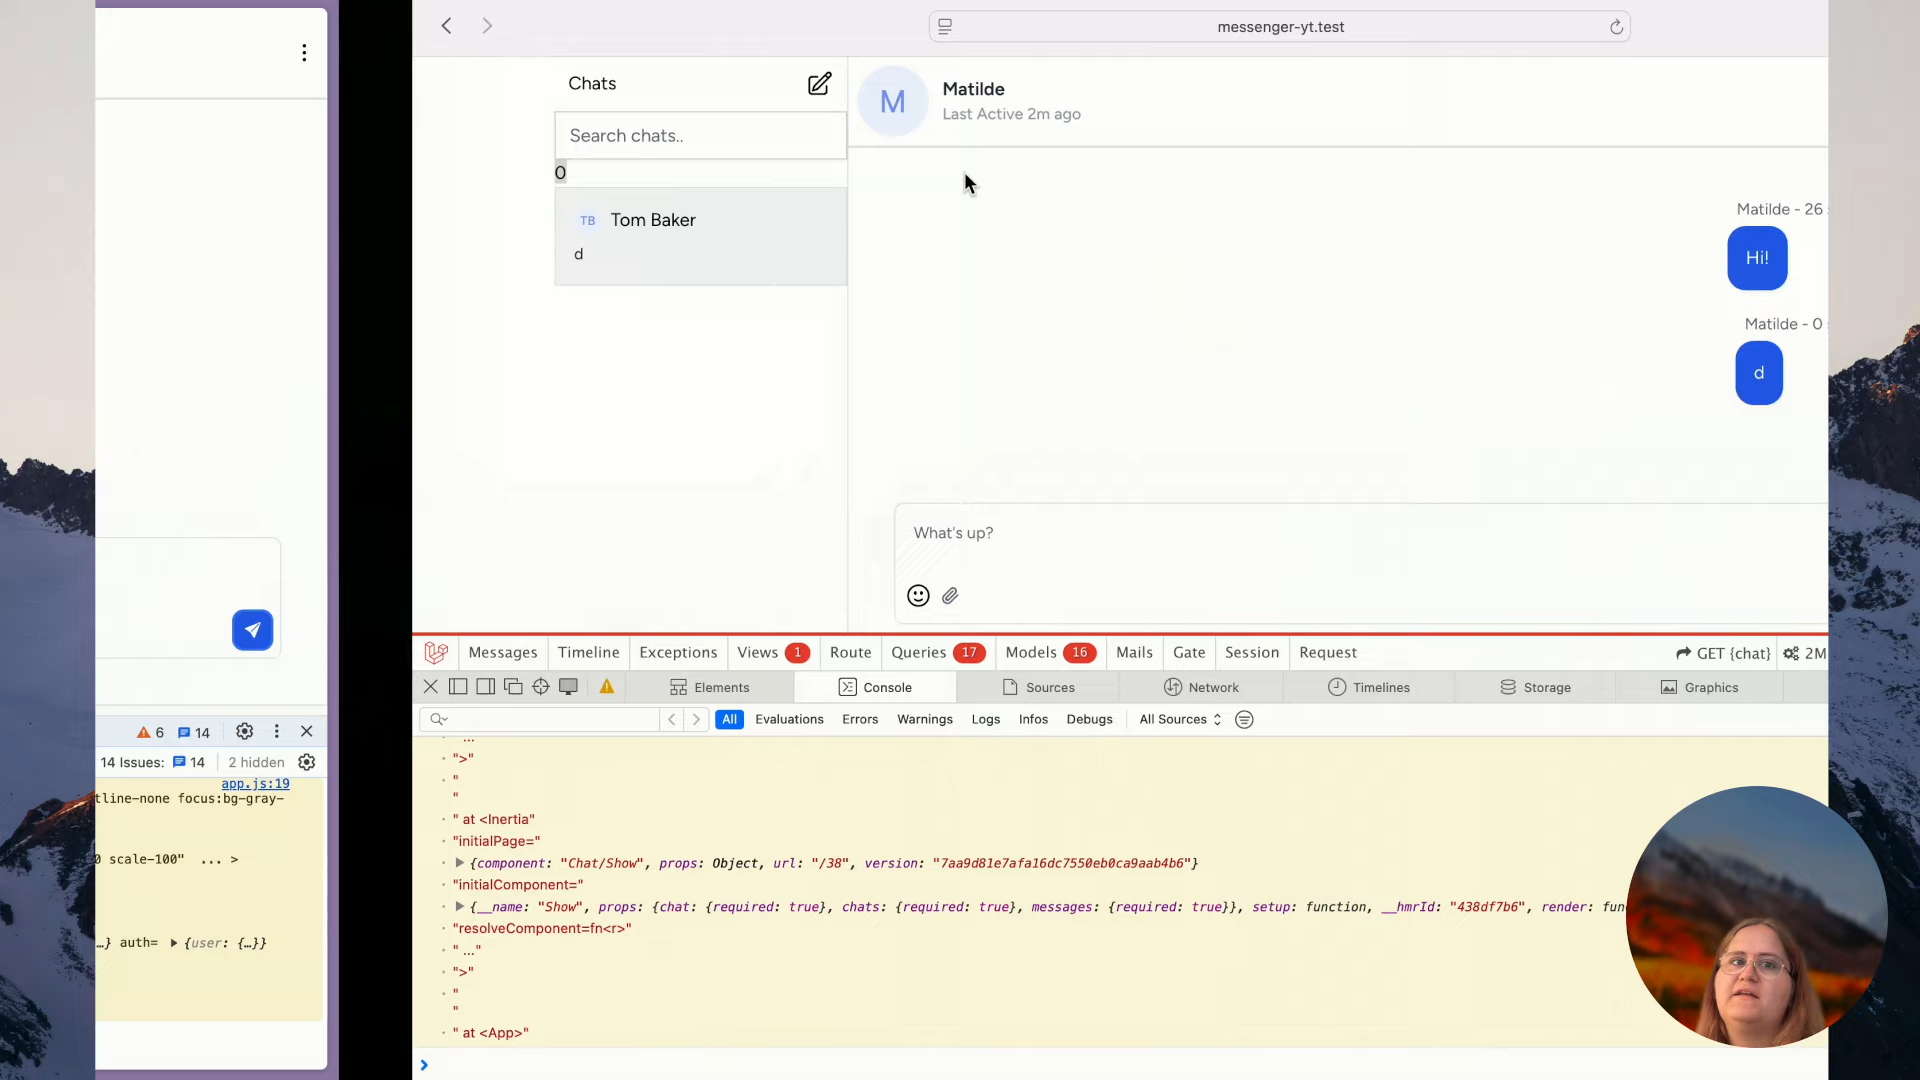 messenger-yt.test
Chats
Search chats..
0
TB Tom Baker
d
M
Matilde
Last Active 2m ago
Matilde - 26
Hi!
Matilde - 0
d
What's up?
Messages Timeline Exceptions Views 1 Route Queries 17 Models 16 Mails Gate Session Request GET {chat} 2M
Elements Console Sources Network Timelines Storage Graphics
All Evaluations Errors Warnings Logs Infos Debugs All Sources
"..."
">"
"
"
" at <Inertia"
"initialPage="
{component: "Chat/Show", props: Object, url: "/38", version: "7aa9d81e7afa16dc7550eb0ca9aab4b6"}
"initialComponent="
{__name: "Show", props: {chat: {required: true}, chats: {required: true}, messages: {required: true}}, setup: function, __hmrId: "438df7b6", render: fun
"resolveComponent=fn<r>"
" ..."
">"
"
"
" at <App>"
6 14
14 Issues: 14 2 hidden
app.js:19
tline-none focus:bg-gray-
0 scale-100" ... >
…} auth= {user: {…}}